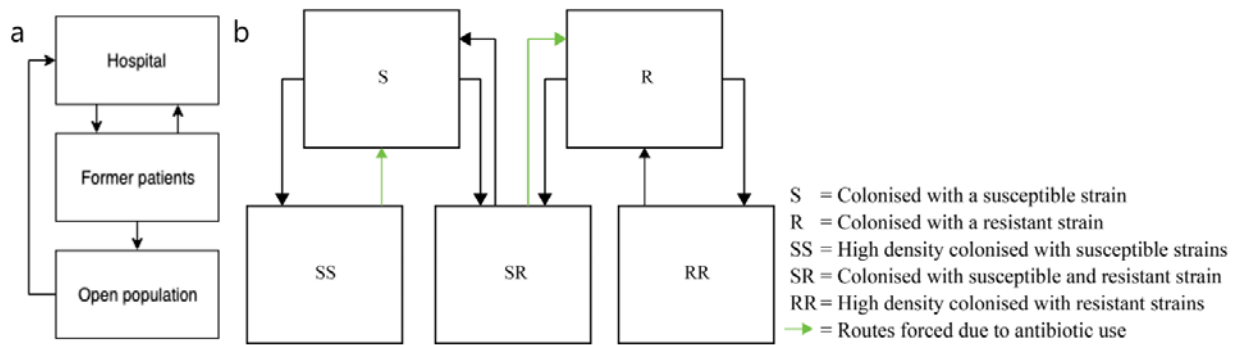 a
Hospital
Former patients
Open population
b
S
R
SS
SR
RR
S = Colonised with a susceptible strain
R = Colonised with a resistant strain
SS = High density colonised with susceptible strains
SR = Colonised with susceptible and resistant strain
RR = High density colonised with resistant strains
= Routes forced due to antibiotic use